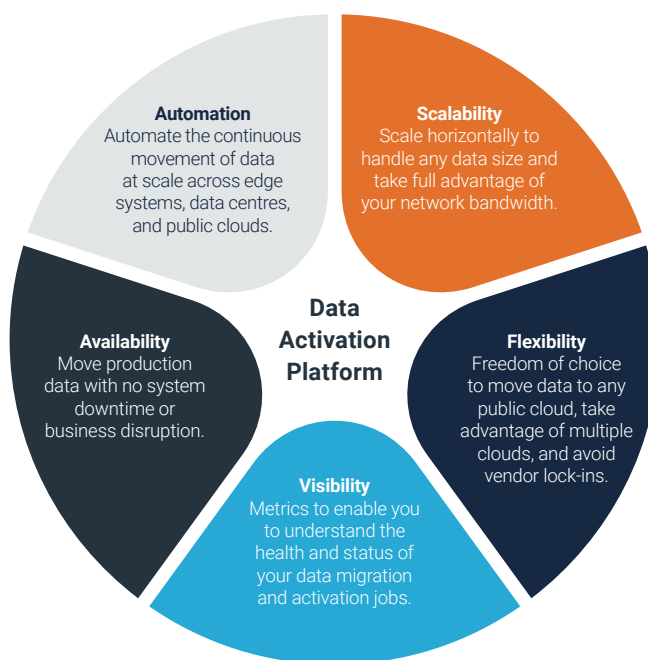 Automation
Automate the continuous
movement of data
at scale across edge
systems, data centres,
and public clouds.
Scalability
Scale horizontally to
handle any data size and
take full advantage of
your network bandwidth.
Data
Activation
Platform
Availability
Move production
data with no system
downtime or
business disruption.
Flexibility
Freedom of choice
to move data to any
public cloud, take
advantage of multiple
clouds, and avoid
vendor lock-ins.
Visibility
Metrics to enable you
to understand the
health and status of
your data migration
and activation jobs.